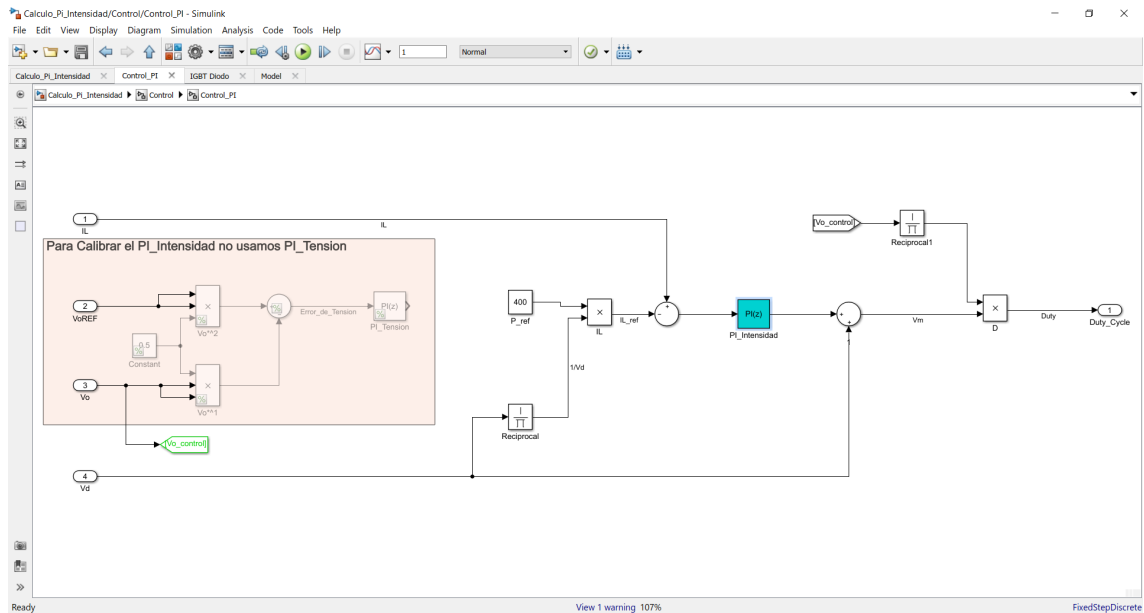 Calculo_Pi_Intensidad/Control/Control_PI - Simulink
File Edit View Display Diagram Simulation Analysis Code Tools Help
1
Normal
Calculo_Pi_Intensidad
Control_PI
IGBT Diodo
Model
Calculo_Pi_Intensidad
Control
Control_PI
1
IL
IL
Para Calibrar el PI_Intensidad no usamos PI_Tension
[Vo_control]
Reciprocal1
2
VoREF
×
Vo*^2
Error_de_Tension
PI(z)
PI_Tension
0.5
Constant
400
P_ref
×
IL
IL_ref
PI(z)
PI_Intensidad
Vm
×
D
Duty
1
Duty_Cycle
3
Vo
×
Vo*^1
1/Vd
1
Reciprocal
[Vo_control]
4
Vd
Ready
View 1 warning
107%
FixedStepDiscrete